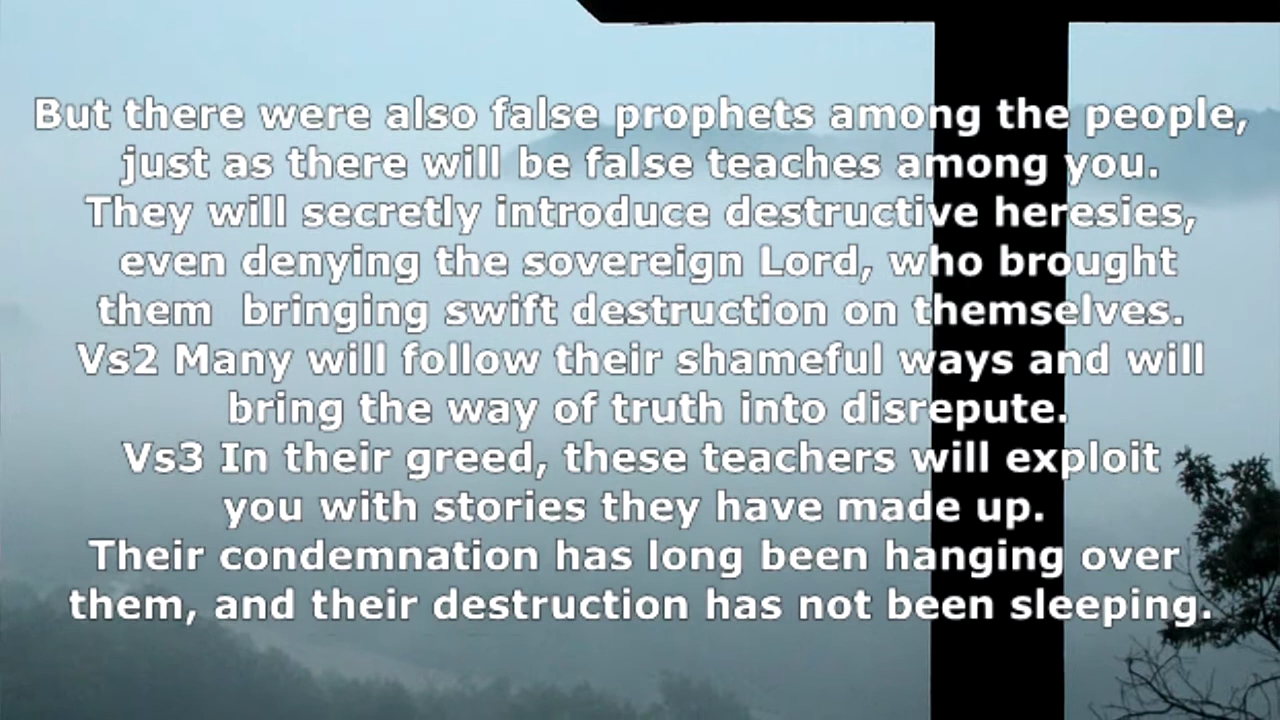 But there were also false prophets among the people,
just as there will be false teaches among you.
They will secretly introduce destructive heresies,
even denying the sovereign Lord, who brought
them  bringing swift destruction on themselves.
Vs2 Many will follow their shameful ways and will
bring the way of truth into disrepute.
Vs3 In their greed, these teachers will exploit
you with stories they have made up.
Their condemnation has long been hanging over
them, and their destruction has not been sleeping.